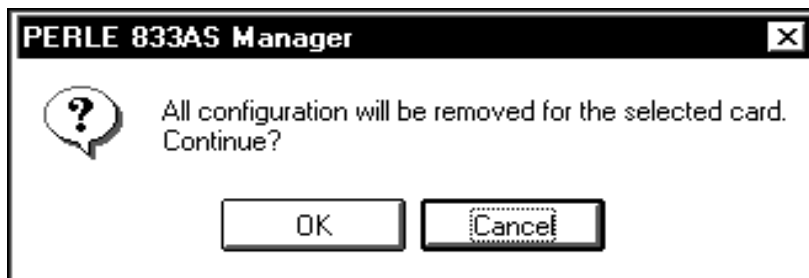 PERLE 833AS Manager
All configuration will be removed for the selected card.
Continue?
OK
Cancel